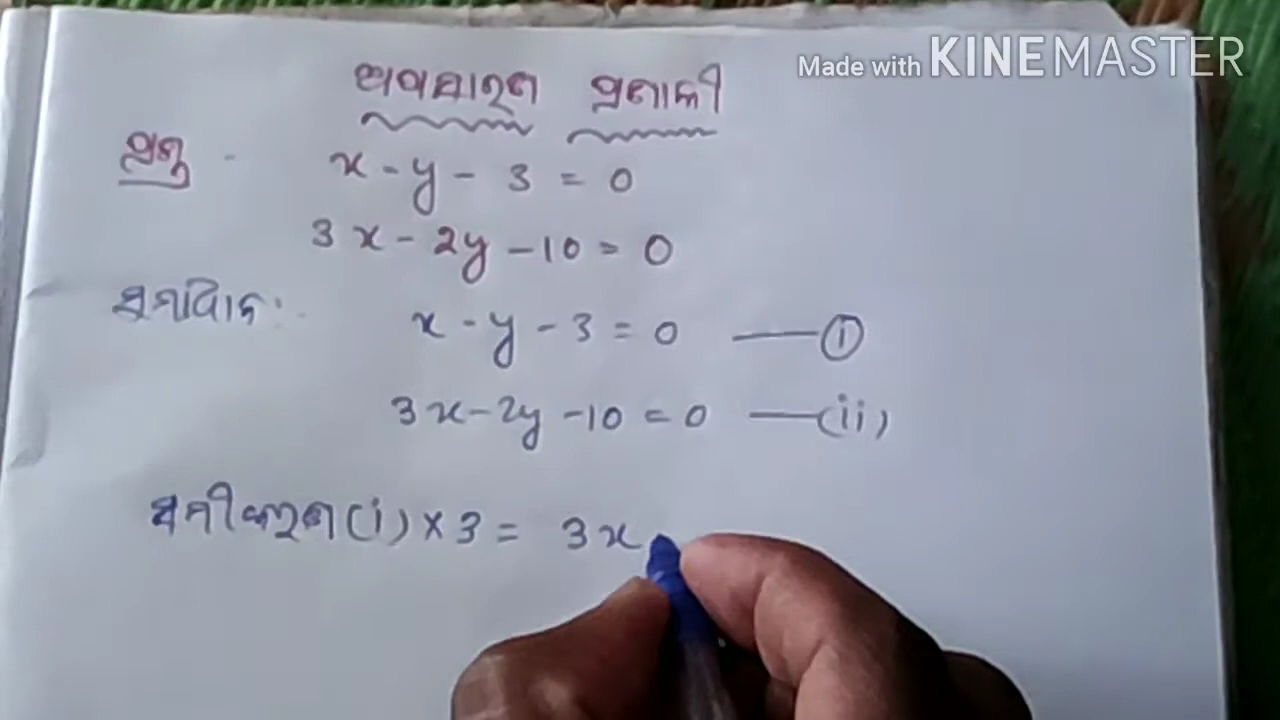 Made with KINEMASTER
ଅପସାରଣ ପ୍ରଣାଳୀ
ପ୍ରଶ୍ନ - x - y - 3 = 0
3x - 2y - 10 = 0
ସମାଧାନ: x - y - 3 = 0 —— (i)
3x - 2y - 10 = 0 —— (ii)
ସମୀକରଣ (i) × 3 = 3x